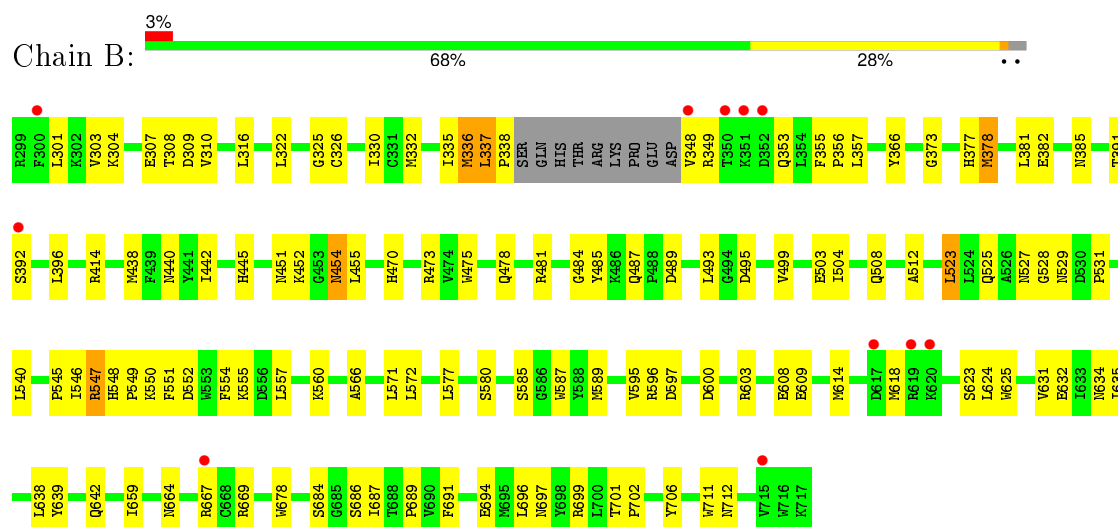 3%
Chain B:
68% 28% • •
R299 F300 L301 K302 V303 K304 E307 T308 D309 V310 L316 L322 G325 C326 I330 C331 M332 I335 M336 L337 P338 SER GLN HIS THR ARG LYS PRO GLU ASP V348 R349 T350 K351 D352 Q353 L354 F355 P356 L357 Y366 G373 H377 M378 L381 E382 N385 T391
S392 L396 R414 M438 F439 N440 Y441 I442 H445 N451 K452 G453 N454 L455 H470 R473 V474 W475 Q478 R481 G484 Y485 K486 Q487 P488 D489 L493 G494 D495 V499 E503 I504 Q508 A512 L523 L524 Q525 A526 N527 G528 N529 D530 P531
L540 P545 I546 R547 H548 P549 K550 F551 D552 W553 F554 K555 D556 L557 K560 A566 L571 L572 L577 S580 S585 G586 W587 Y588 M589 V595 R596 D597 D600 R603 E608 E609 M614 D617 M618 R619 K620 S623 L624 W625 V631 E632 I633 N634 I635
L638 Y639 Q642 I659 N664 R667 C668 R669 W678 S684 G685 S686 I687 T688 P689 V690 F691 E694 M695 L696 N697 Y698 R699 L700 T701 P702 Y706 W711 N712 V715 W716 K717